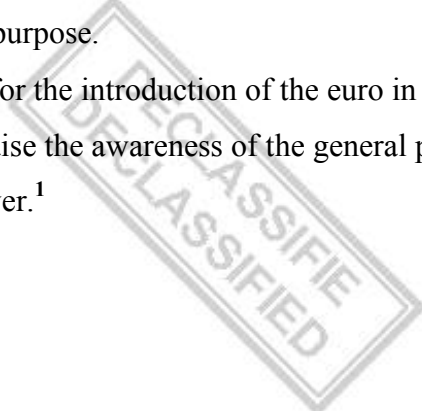 purpose.
for the introduction of the euro in
ise the awareness of the general p
ver.¹
DECLASSIFIE
DECLASSIFIED